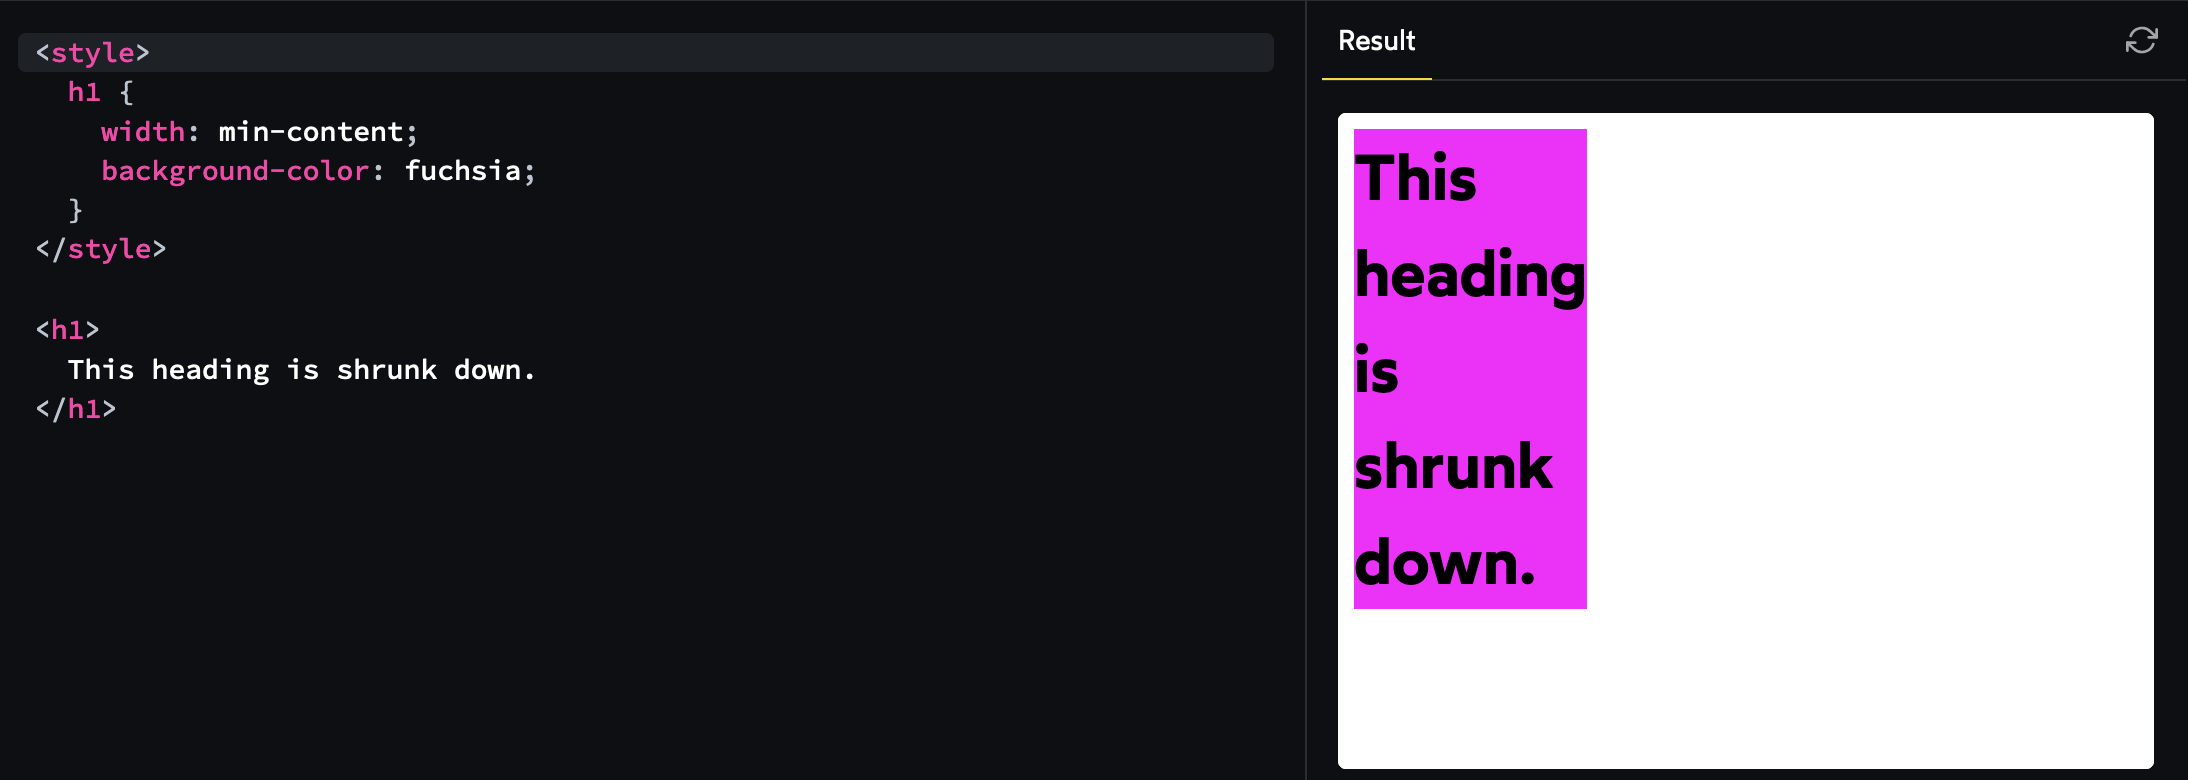 <style>
  h1 {
    width: min-content;
    background-color: fuchsia;
  }
</style>

<h1>
  This heading is shrunk down.
</h1>
Result
This
heading
is
shrunk
down.